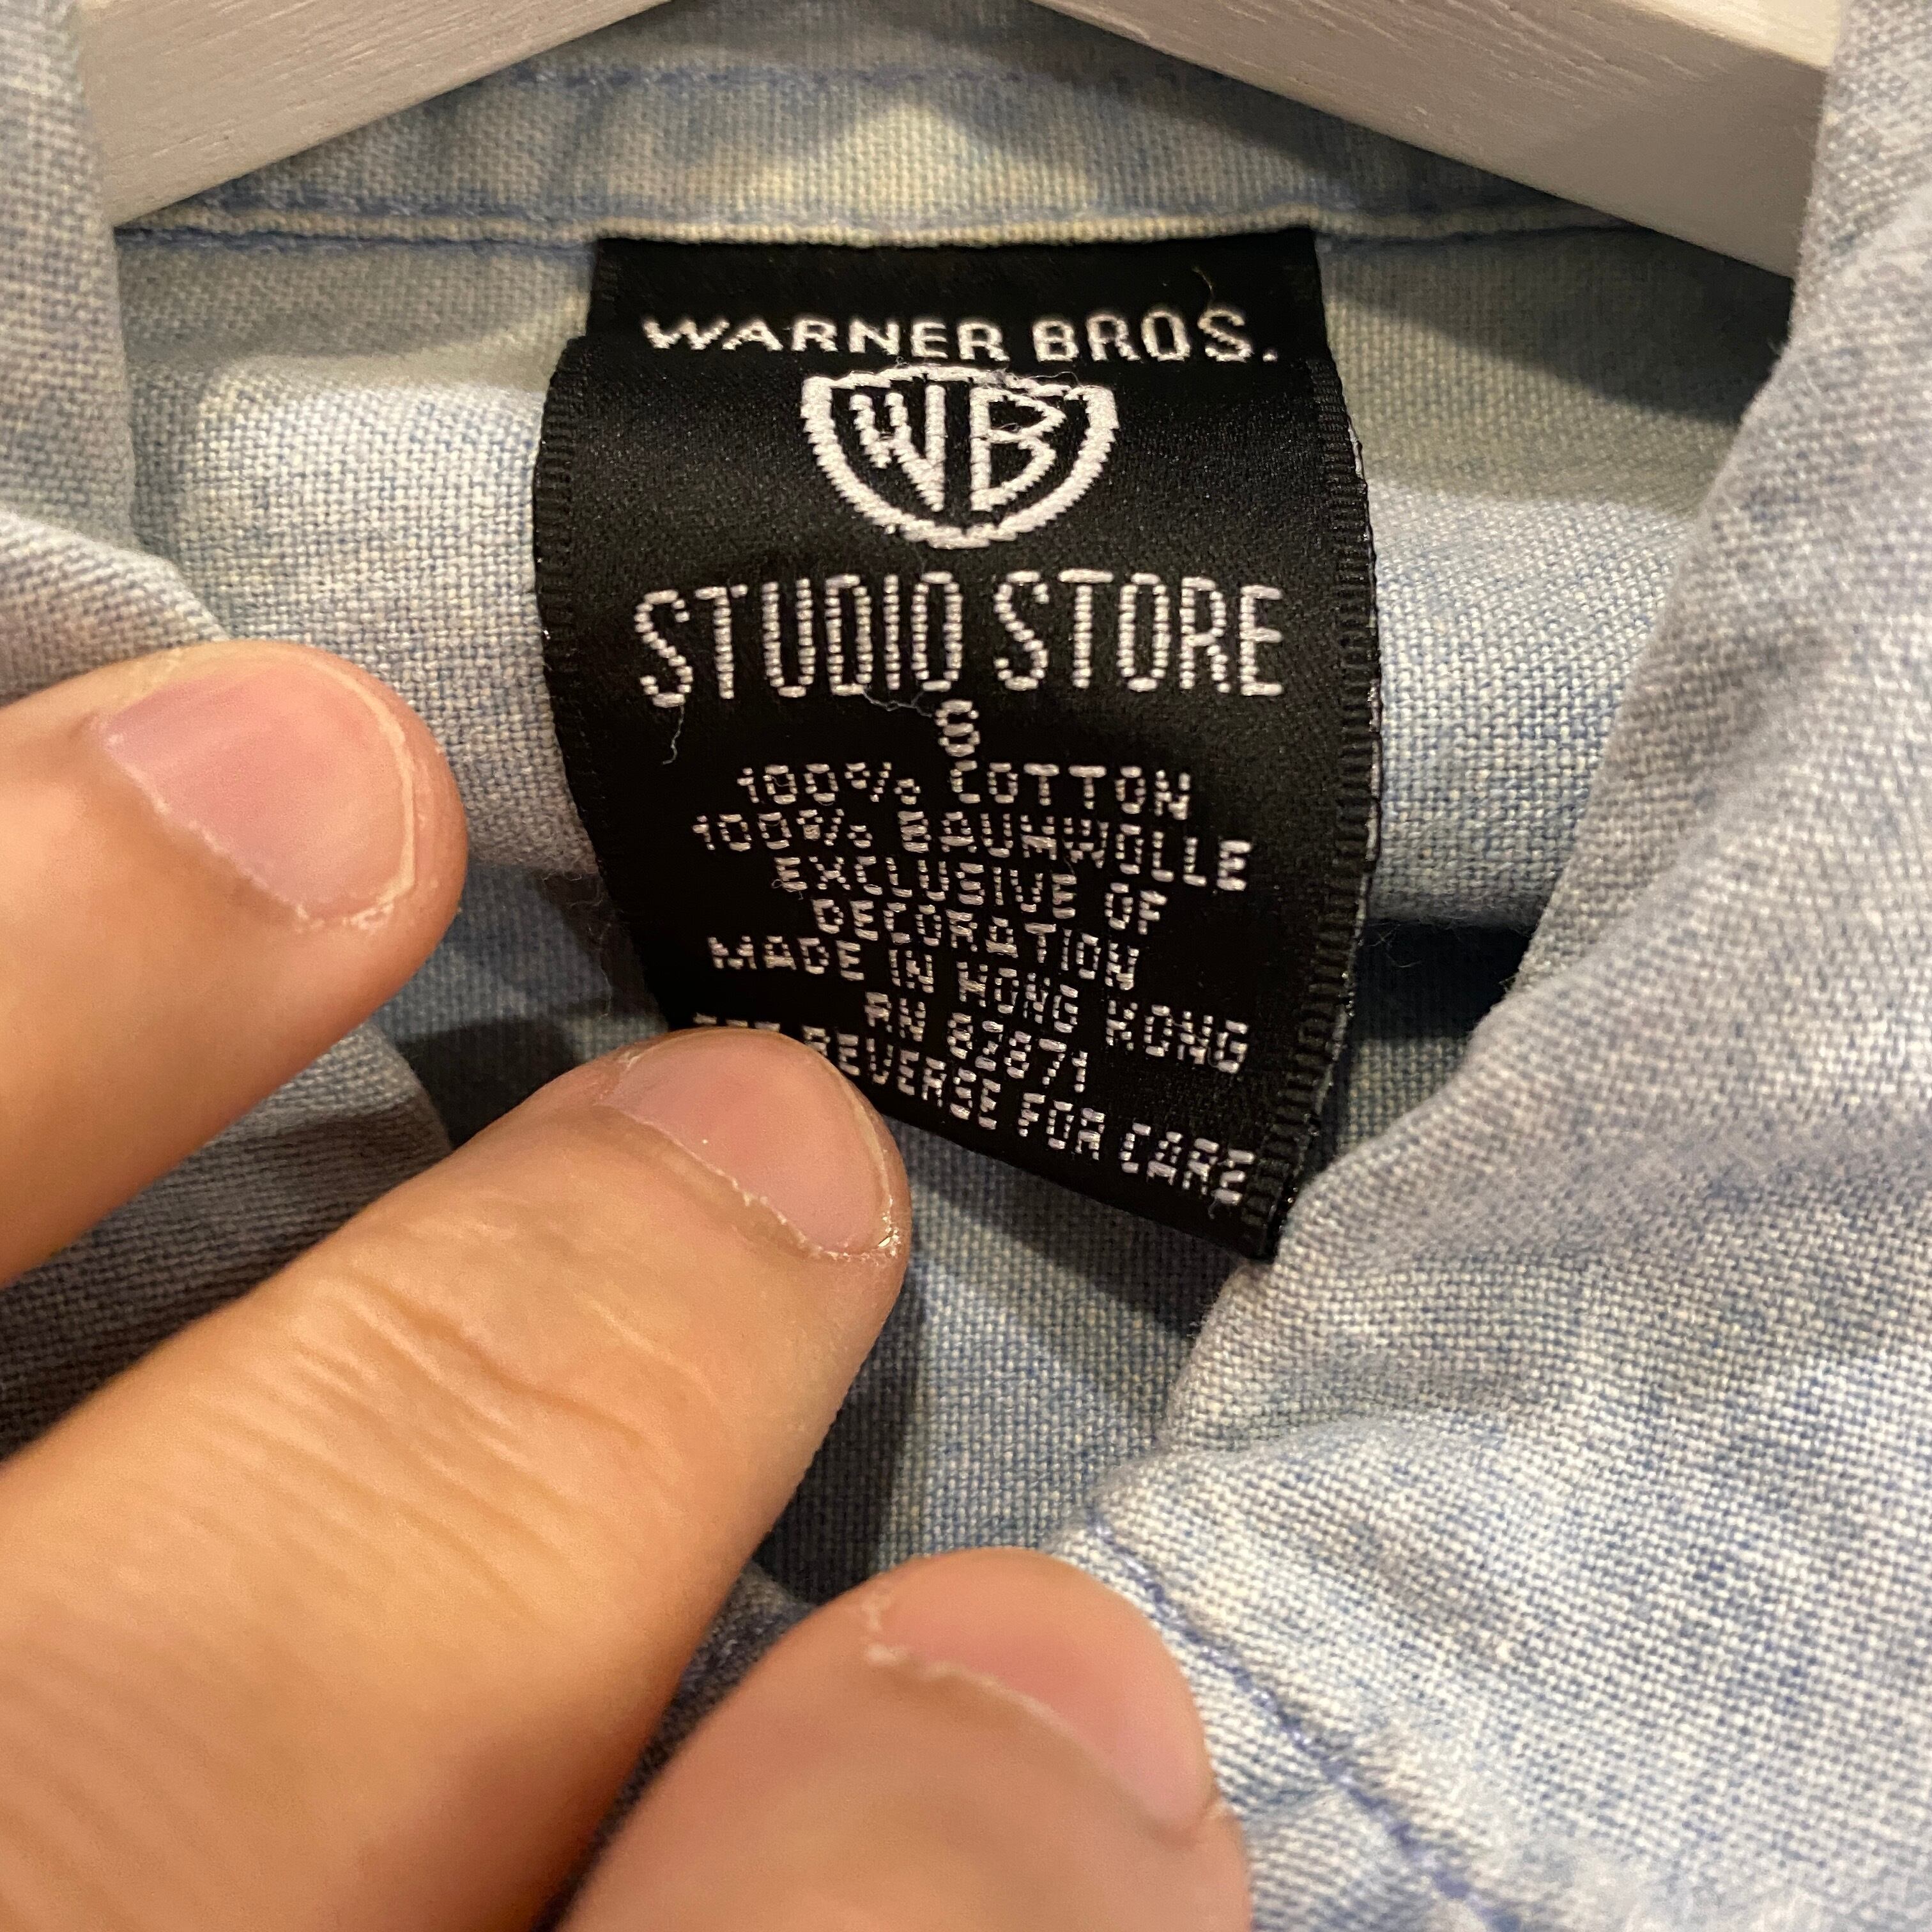 WARNER BROS.
WB
STUDIO STORE
S
100% COTTON
100% BAUMWOLLE
EXCLUSIVE OF
DECORATION
MADE IN HONG KONG
RN 82871
REVERSE FOR CARE